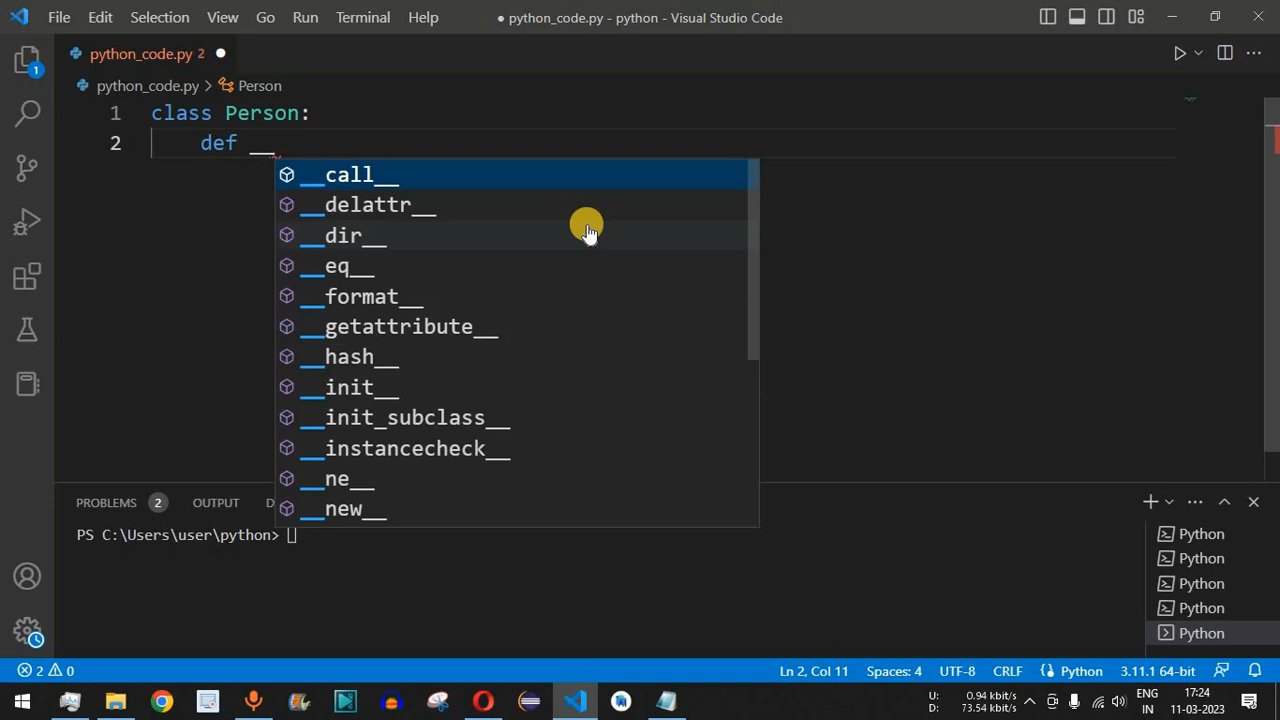 File Edit Selection View Go Run Terminal Help ● python_code.py - python - Visual Studio Code
python_code.py 2 ●
python_code.py > Person
1 class Person:
2 def __
__call__
__delattr__
__dir__
__eq__
__format__
__getattribute__
__hash__
__init__
__init_subclass__
__instancecheck__
__ne__
__new__
1
PROBLEMS 2 OUTPUT D
PS C:\Users\user\python>
Python
Python
Python
Python
Python
2 0 Ln 2, Col 11 Spaces: 4 UTF-8 CRLF Python 3.11.1 64-bit
U: 0.94 kbit/s
D: 73.54 kbit/s
ENG
IN
17:24
11-03-2023